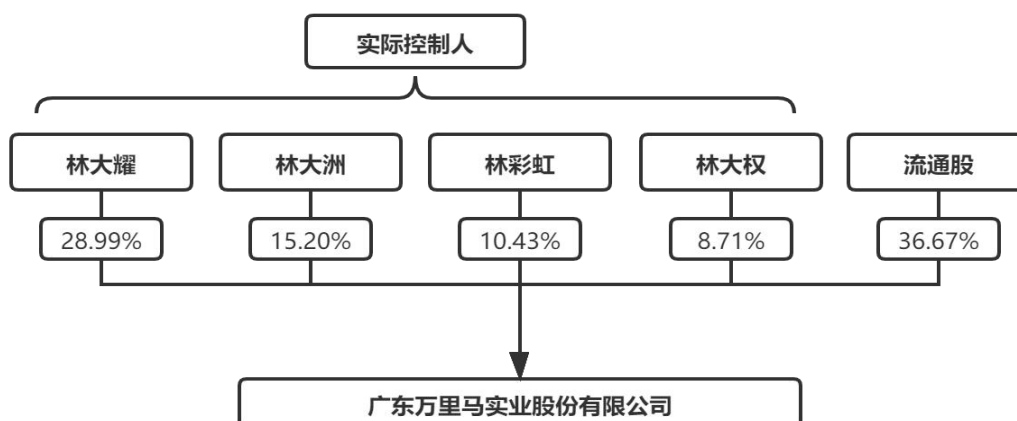 实际控制人
林大耀
林大洲
林彩虹
林大权
流通股
28.99%
15.20%
10.43%
8.71%
36.67%
广东万里马实业股份有限公司